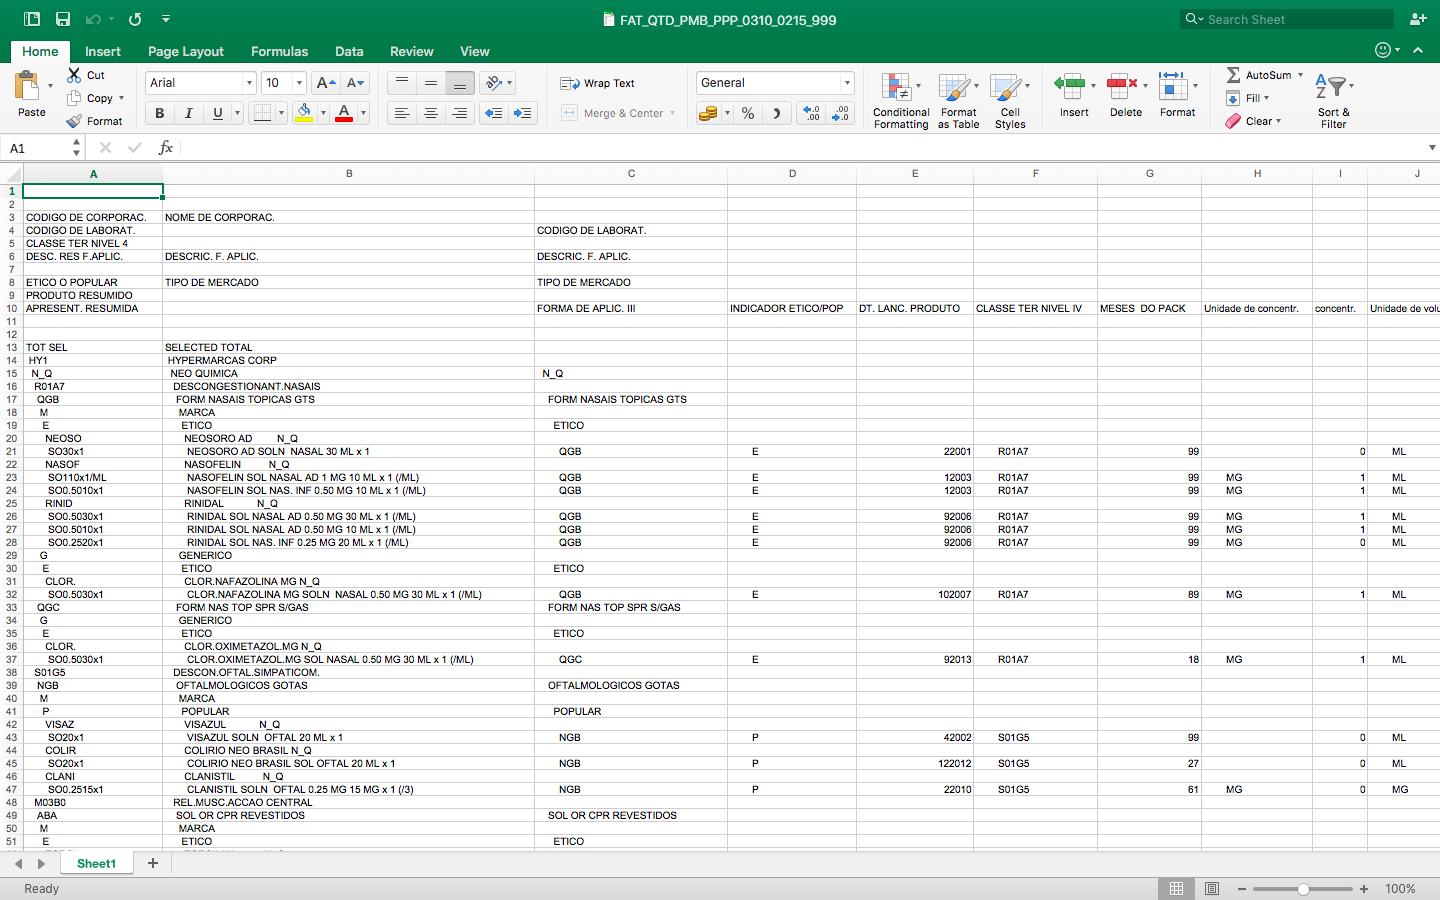 FAT_QTD_PMB_PPP_0310_0215_999
Search Sheet
Home Insert Page Layout Formulas Data Review View
Paste
Cut
Copy
Format
Arial 10
B I U
Wrap Text
Merge & Center
General
Conditional Formatting
Format as Table
Cell Styles
Insert
Delete
Format
AutoSum
Fill
Clear
Sort & Filter
A1 fx
A B C D E F G H I J
1
2
3 CODIGO DE CORPORAC. NOME DE CORPORAC.
4 CODIGO DE LABORAT. CODIGO DE LABORAT.
5 CLASSE TER NIVEL 4
6 DESC. RES F.APLIC. DESCRIC. F. APLIC. DESCRIC. F. APLIC.
7
8 ETICO O POPULAR TIPO DE MERCADO TIPO DE MERCADO
9 PRODUTO RESUMIDO
10 APRESENT. RESUMIDA FORMA DE APLIC. III INDICADOR ETICO/POP DT. LANC. PRODUTO CLASSE TER NIVEL IV MESES DO PACK Unidade de concentr. concentr. Unidade de volu
11
12
13 TOT SEL SELECTED TOTAL
14 HY1 HYPERMARCAS CORP
15 N_Q NEO QUIMICA N_Q
16 R01A7 DESCONGESTIONANT.NASAIS
17 QGB FORM NASAIS TOPICAS GTS FORM NASAIS TOPICAS GTS
18 M MARCA
19 E ETICO ETICO
20 NEOSO NEOSORO AD N_Q
21 SO30x1 NEOSORO AD SOLN NASAL 30 ML x 1 QGB E 22001 R01A7 99 0 ML
22 NASOF NASOFELIN N_Q
23 SO110x1/ML NASOFELIN SOL NASAL AD 1 MG 10 ML x 1 (/ML) QGB E 12003 R01A7 99 MG 1 ML
24 SO0.5010x1 NASOFELIN SOL NAS. INF 0.50 MG 10 ML x 1 (/ML) QGB E 12003 R01A7 99 MG 1 ML
25 RINID RINIDAL N_Q
26 SO0.5030x1 RINIDAL SOL NASAL AD 0.50 MG 30 ML x 1 (/ML) QGB E 92006 R01A7 99 MG 1 ML
27 SO0.5010x1 RINIDAL SOL NASAL AD 0.50 MG 10 ML x 1 (/ML) QGB E 92006 R01A7 99 MG 1 ML
28 SO0.2520x1 RINIDAL SOL NAS. INF 0.25 MG 20 ML x 1 (/ML) QGB E 92006 R01A7 99 MG 0 ML
29 G GENERICO
30 E ETICO ETICO
31 CLOR. CLOR.NAFAZOLINA MG N_Q
32 SO0.5030x1 CLOR.NAFAZOLINA MG SOLN NASAL 0.50 MG 30 ML x 1 (/ML) QGB E 102007 R01A7 89 MG 1 ML
33 QGC FORM NAS TOP SPR S/GAS FORM NAS TOP SPR S/GAS
34 G GENERICO
35 E ETICO ETICO
36 CLOR. CLOR.OXIMETAZOL.MG N_Q
37 SO0.5030x1 CLOR.OXIMETAZOL.MG SOL NASAL 0.50 MG 30 ML x 1 (/ML) QGC E 92013 R01A7 18 MG 1 ML
38 S01G5 DESCON.OFTAL.SIMPATICOM.
39 NGB OFTALMOLOGICOS GOTAS OFTALMOLOGICOS GOTAS
40 M MARCA
41 P POPULAR POPULAR
42 VISAZ VISAZUL N_Q
43 SO20x1 VISAZUL SOLN OFTAL 20 ML x 1 NGB P 42002 S01G5 99 0 ML
44 COLIR COLIRIO NEO BRASIL N_Q
45 SO20x1 COLIRIO NEO BRASIL SOL OFTAL 20 ML x 1 NGB P 122012 S01G5 27 0 ML
46 CLANI CLANISTIL N_Q
47 SO0.2515x1 CLANISTIL SOLN OFTAL 0.25 MG 15 MG x 1 (/3) NGB P 22010 S01G5 61 MG 0 MG
48 M03B0 REL.MUSC.ACCAO CENTRAL
49 ABA SOL OR CPR REVESTIDOS SOL OR CPR REVESTIDOS
50 M MARCA
51 E ETICO ETICO
Sheet1 +
Ready 100%